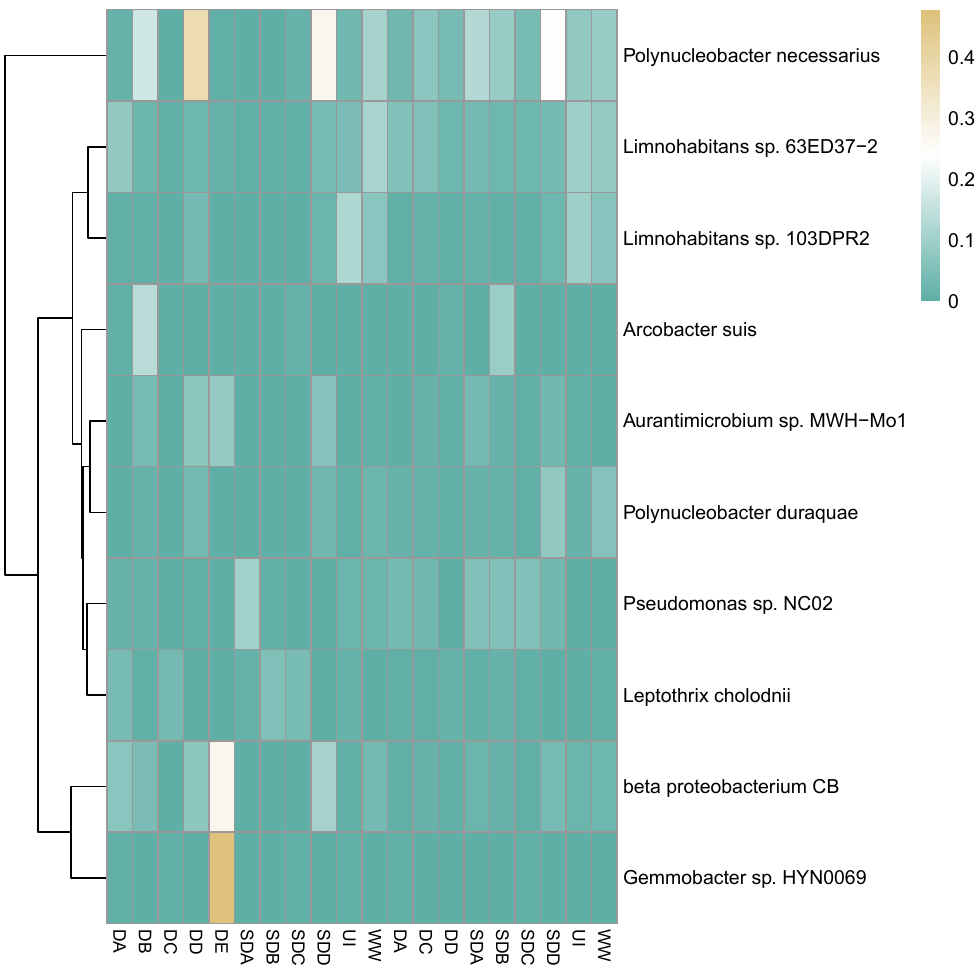 Polynucleobacter necessarius
Limnohabitans sp. 63ED37−2
Limnohabitans sp. 103DPR2
Arcobacter suis
Aurantimicrobium sp. MWH−Mo1
Polynucleobacter duraquae
Pseudomonas sp. NC02
Leptothrix cholodnii
beta proteobacterium CB
Gemmobacter sp. HYN0069
0.4
0.3
0.2
0.1
0
DA
DB
DC
DD
DE
SDA
SDB
SDC
SDD
UI
WW
DA
DC
DD
SDA
SDB
SDC
SDD
UI
WW